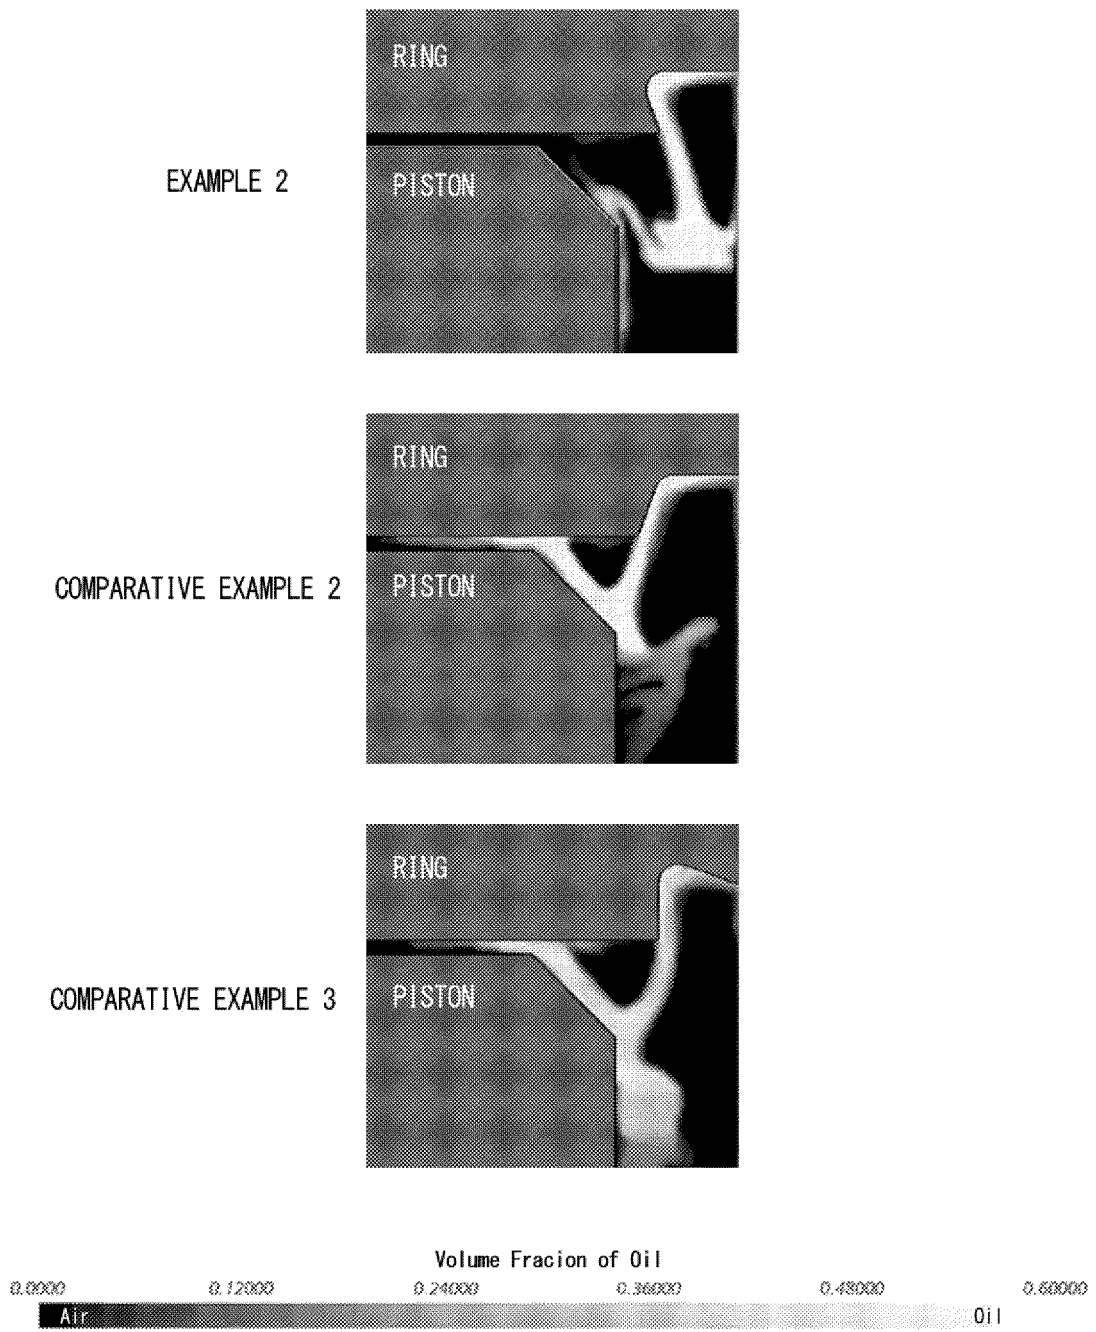 RING
EXAMPLE 2
PISTON
RING
COMPARATIVE EXAMPLE 2
PISTON
RING
COMPARATIVE EXAMPLE 3
PISTON
Volume Fracion of Oil
0.0000 0.12000 0.24000 0.36000 0.48000 0.60000
Air Oil